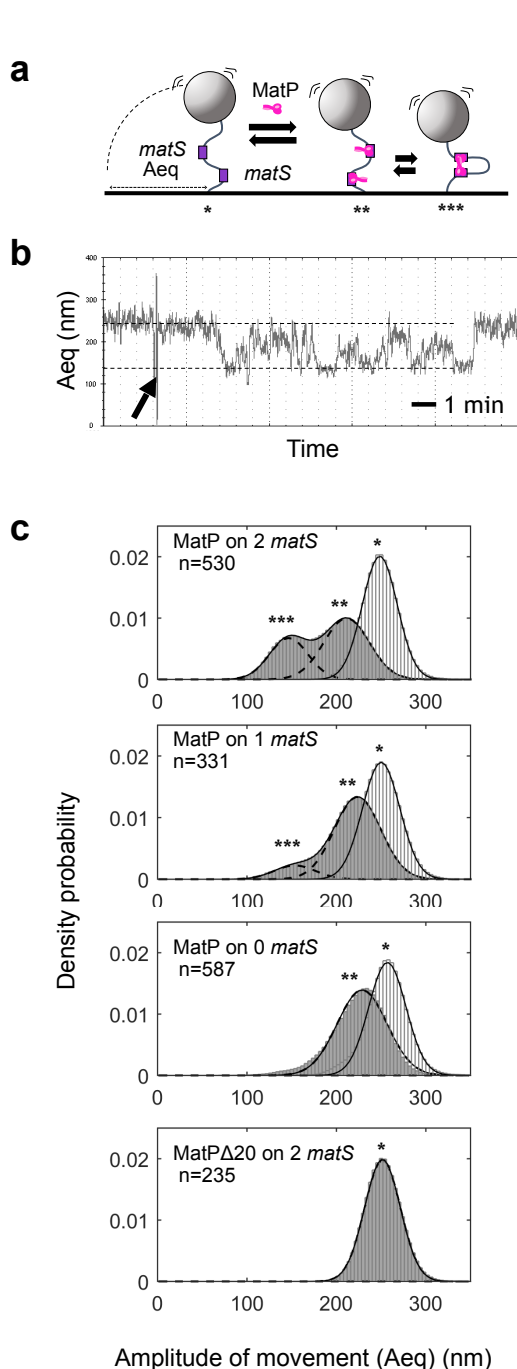 a
MatP
matS
Aeq
matS
*
**
***
b
Aeq (nm)
400
300
200
100
0
1 min
Time
c
Density probability
MatP on 2 matS
n=530
*
**
***
0.02
0.01
0
0 100 200 300
MatP on 1 matS
n=331
*
**
***
0.02
0.01
0
0 100 200 300
MatP on 0 matS
n=587
*
**
0.02
0.01
0
0 100 200 300
MatPΔ20 on 2 matS
n=235
*
0.02
0.01
0
0 100 200 300
Amplitude of movement (Aeq) (nm)